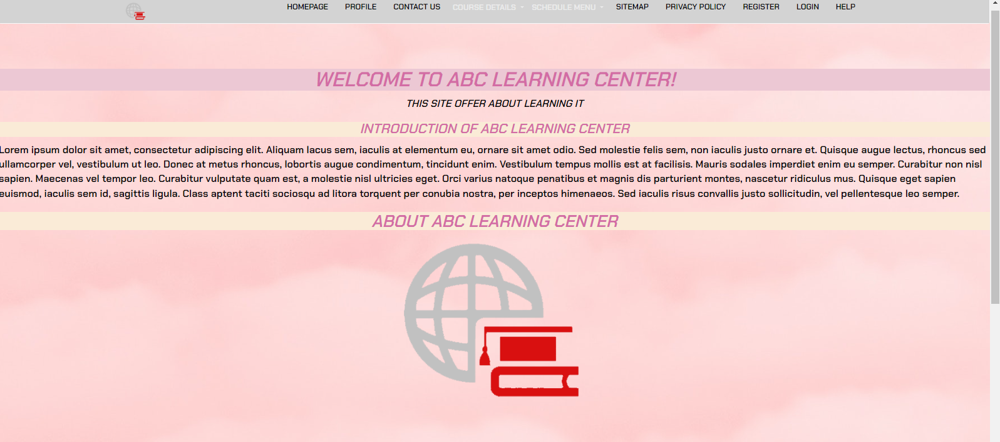 HOMEPAGE PROFILE CONTACT US COURSE DETAILS SCHEDULE MENU SITEMAP PRIVACY POLICY REGISTER LOGIN HELP
WELCOME TO ABC LEARNING CENTER!
THIS SITE OFFER ABOUT LEARNING IT
INTRODUCTION OF ABC LEARNING CENTER
Lorem ipsum dolor sit amet, consectetur adipiscing elit. Aliquam lacus sem, iaculis at elementum eu, ornare sit amet odio. Sed molestie felis sem, non iaculis justo ornare et. Quisque augue lectus, rhoncus sed
ullamcorper vel, vestibulum ut leo. Donec at metus rhoncus, lobortis augue condimentum, tincidunt enim. Vestibulum tempus mollis est at facilisis. Mauris sodales imperdiet enim eu semper. Curabitur non nisl
sapien. Maecenas vel tempor leo. Curabitur vulputate quam est, a molestie nisl ultricies eget. Orci varius natoque penatibus et magnis dis parturient montes, nascetur ridiculus mus. Quisque eget sapien
euismod, iaculis sem id, sagittis ligula. Class aptent taciti sociosqu ad litora torquent per conubia nostra, per inceptos himenaeos. Sed iaculis risus convallis justo sollicitudin, vel pellentesque leo semper.
ABOUT ABC LEARNING CENTER